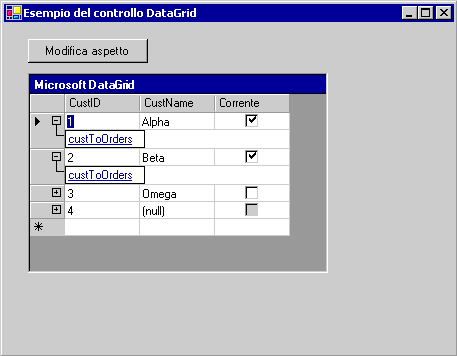 Esempio del controllo DataGrid
Modifica aspetto
Microsoft DataGrid
CustID CustName Corrente
1 Alpha
custToOrders
2 Beta
custToOrders
3 Omega
4 (null)